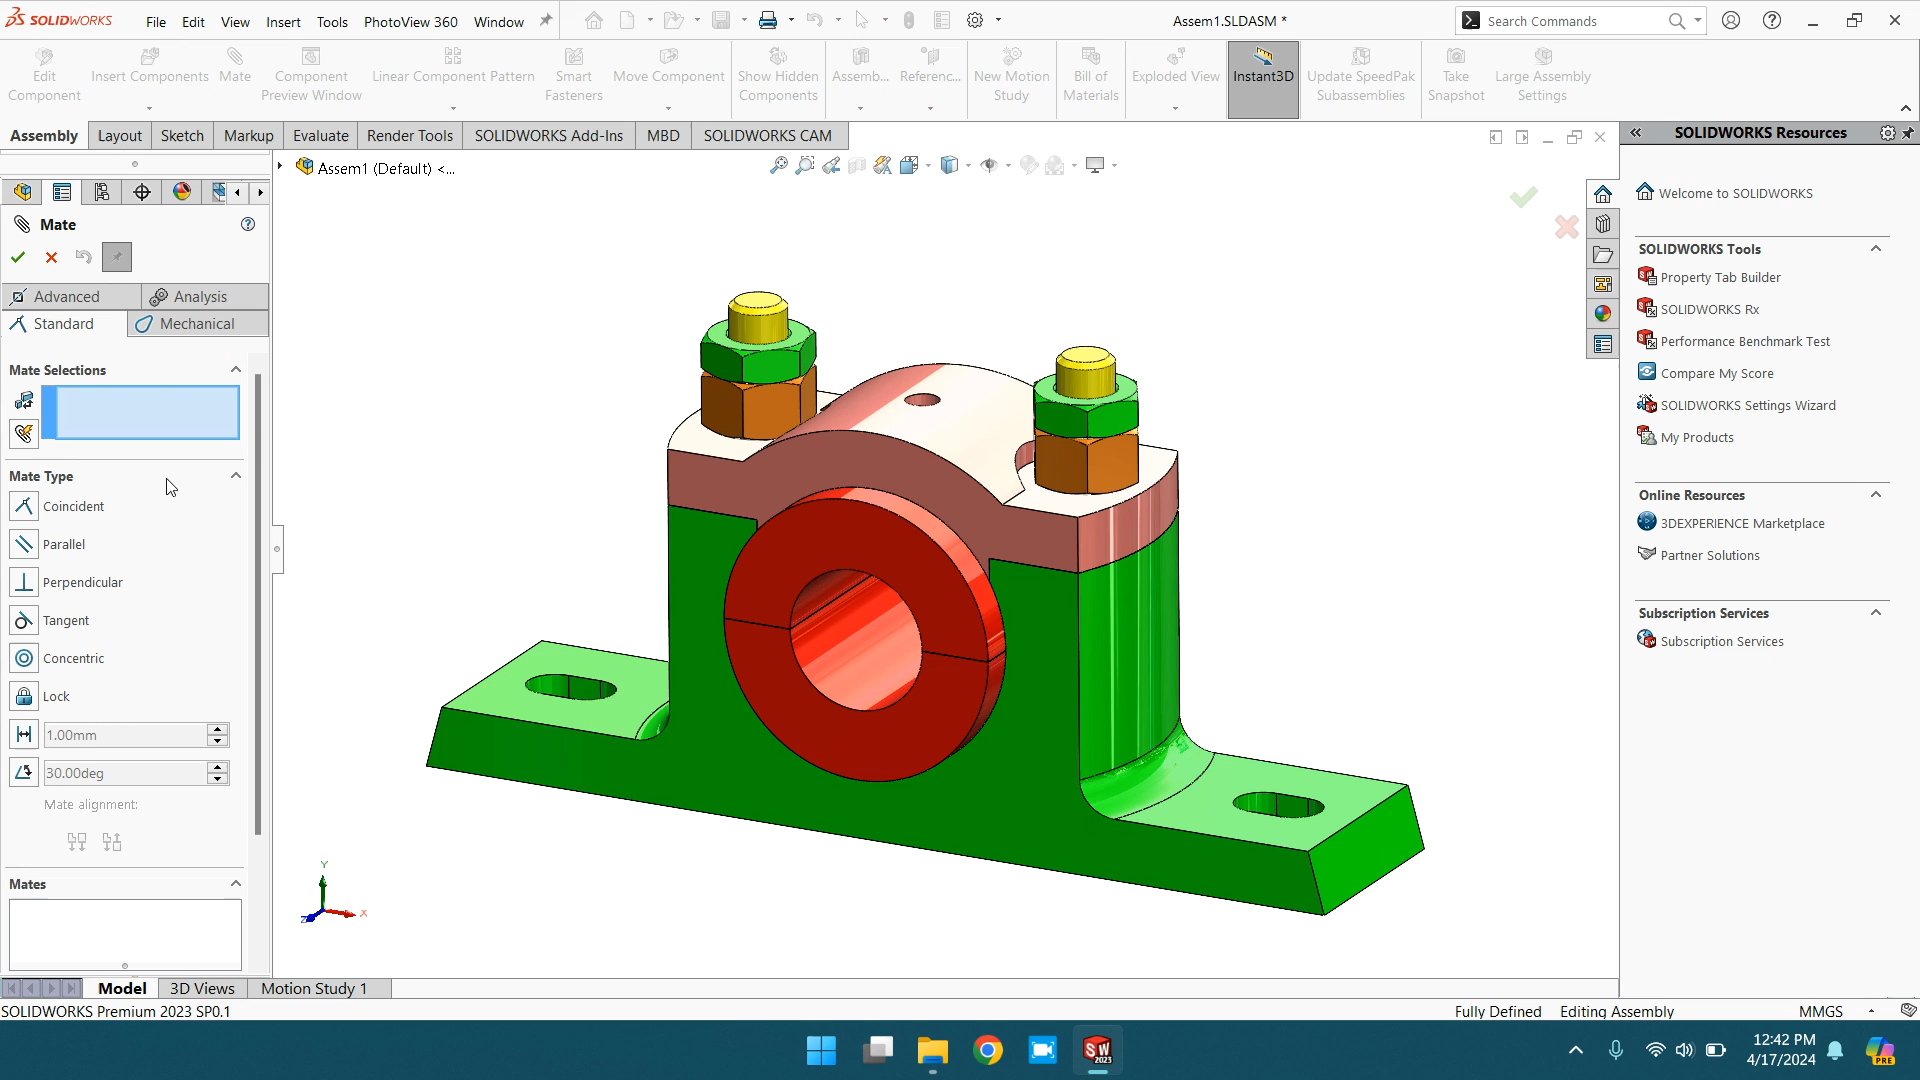 SOLIDWORKS File Edit View Insert Tools PhotoView 360 Window Assem1.SLDASM * Search Commands
Edit Component Insert Components Mate Component Preview Window Linear Component Pattern Smart Fasteners Move Component Show Hidden Components Assemb... Referenc... New Motion Study Bill of Materials Exploded View Instant3D Update SpeedPak Subassemblies Take Snapshot Large Assembly Settings
Assembly Layout Sketch Markup Evaluate Render Tools SOLIDWORKS Add-Ins MBD SOLIDWORKS CAM
Assem1 (Default) <...
Mate
Advanced Analysis
Standard Mechanical
Mate Selections
Mate Type
Coincident
Parallel
Perpendicular
Tangent
Concentric
Lock
1.00mm
30.00deg
Mate alignment:
Mates
Y
X
Z
SOLIDWORKS Resources
Welcome to SOLIDWORKS
SOLIDWORKS Tools
Property Tab Builder
SOLIDWORKS Rx
Performance Benchmark Test
Compare My Score
SOLIDWORKS Settings Wizard
My Products
Online Resources
3DEXPERIENCE Marketplace
Partner Solutions
Subscription Services
Subscription Services
Model 3D Views Motion Study 1
SOLIDWORKS Premium 2023 SP0.1 Fully Defined Editing Assembly MMGS
SW 2023
12:42 PM
4/17/2024
PRE